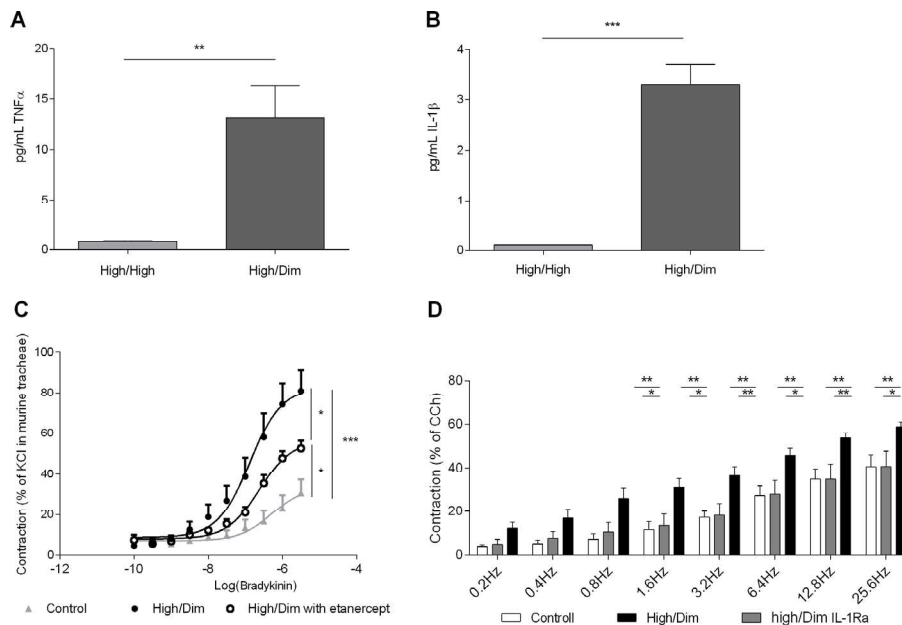 A
B
**
***
20
15
10
5
0
pg/mL TNFα
High/High
High/Dim
4
3
2
1
0
pg/mL IL-1β
High/High
High/Dim
C
D
100
80
60
40
20
0
Contraction (% of KCl in murine tracheae)
*
*
***
-12
-10
-8
-6
-4
Log(Bradykinin)
Control
High/Dim
High/Dim with etanercept
80
60
40
20
0
Contraction (% of CCh)
** ** ** ** ** **
* * ** * ** *
0.2Hz
0.4Hz
0.8Hz
1.6Hz
3.2Hz
6.4Hz
12.8Hz
25.6Hz
Controll
High/Dim
high/Dim IL-1Ra